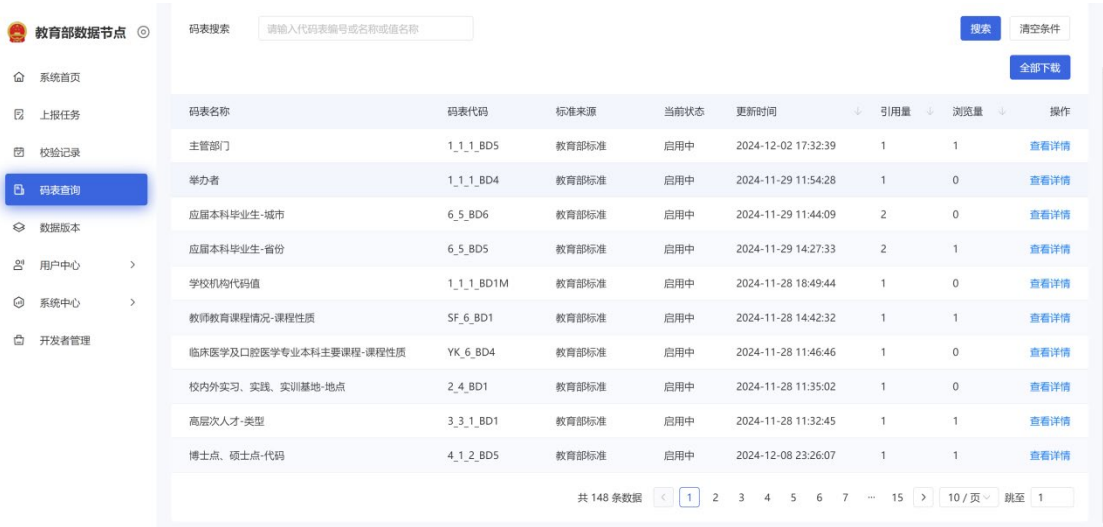 教育部数据节点
系统首页
上报任务
校验记录
码表查询
数据版本
用户中心
系统中心
开发者管理
码表搜索 请输入代码表编号或名称或值名称 搜索 清空条件
全部下载
码表名称 码表代码 标准来源 当前状态 更新时间 引用量 浏览量 操作
主管部门 1_1_1_BD5 教育部标准 启用中 2024-12-02 17:32:39 1 1 查看详情
举办者 1_1_1_BD4 教育部标准 启用中 2024-11-29 11:54:28 1 0 查看详情
应届本科毕业生-城市 6_5_BD6 教育部标准 启用中 2024-11-29 11:44:09 2 0 查看详情
应届本科毕业生-省份 6_5_BD5 教育部标准 启用中 2024-11-29 14:27:33 2 1 查看详情
学校机构代码值 1_1_1_BD1M 教育部标准 启用中 2024-11-28 18:49:44 1 0 查看详情
教师教育课程情况-课程性质 SF_6_BD1 教育部标准 启用中 2024-11-28 14:42:32 1 1 查看详情
临床医学及口腔医学专业本科主要课程-课程性质 YK_6_BD4 教育部标准 启用中 2024-11-28 11:46:46 1 0 查看详情
校内外实习、实践、实训基地-地点 2_4_BD1 教育部标准 启用中 2024-11-28 11:35:02 1 0 查看详情
高层次人才-类型 3_3_1_BD1 教育部标准 启用中 2024-11-28 11:32:45 1 1 查看详情
博士点、硕士点-代码 4_1_2_BD5 教育部标准 启用中 2024-12-08 23:26:07 1 1 查看详情
共 148 条数据 < 1 2 3 4 5 6 7 ··· 15 > 10 / 页 跳至 1